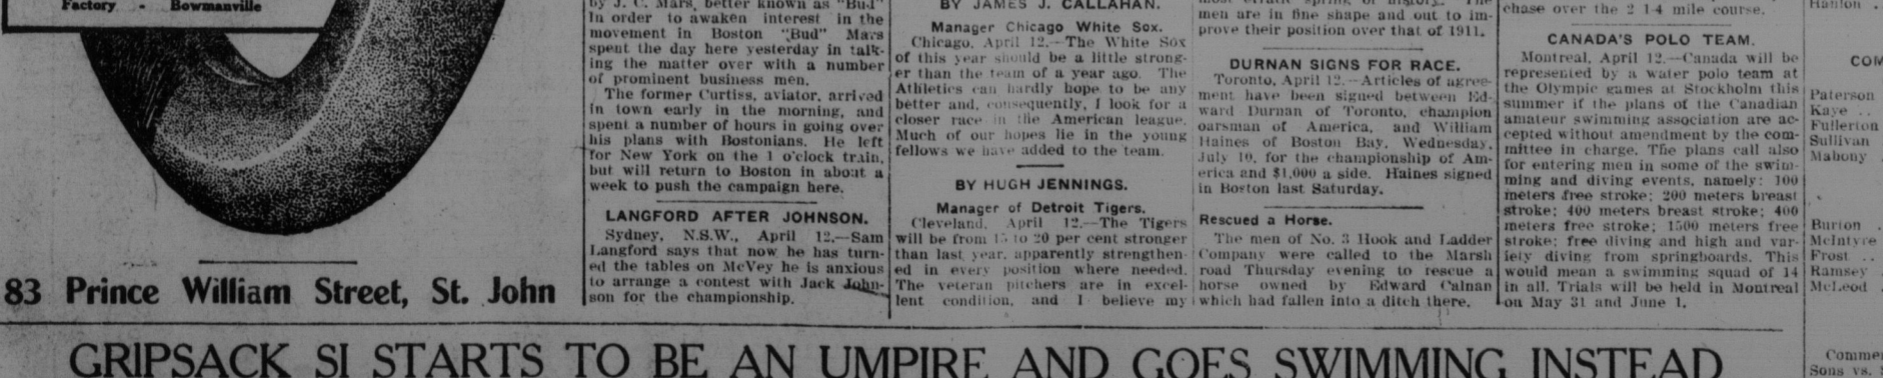 Factory - Bowmanville
83 Prince William Street, St. John
by J. C. Mars, better known as "Bud"
In order to awaken interest in the
movement in Boston "Bud" Mars
spent the day here yesterday in talk-
ing the matter over with a number
of prominent business men.
The former Curtiss, aviator, arrived
in town early in the morning, and
spent a number of hours in going over
his plans with Bostonians. He left
for New York on the 1 o'clock train,
but will return to Boston in about a
week to push the campaign here.
LANGFORD AFTER JOHNSON.
Sydney, N.S.W., April 12.—Sam
Langford says that now he has turn-
ed the tables on McVey he is anxious
to arrange a contest with Jack John-
son for the championship.
BY JAMES J. CALLAHAN.
Manager Chicago White Sox.
Chicago, April 12.—The White Sox
of this year should be a little strong-
er than the team of a year ago. The
Athletics can hardly hope to be any
better and, consequently, I look for a
closer race in the American league.
Much of our hopes lie in the young
fellows we have added to the team.
BY HUGH JENNINGS.
Manager of Detroit Tigers.
Cleveland, April 12.—The Tigers
will be from 15 to 20 per cent stronger
than last year, apparently strengthen-
ed in every position where needed.
The veteran pitchers are in excel-
lent condition, and I believe my
men are in fine shape and out to im-
prove their position over that of 1911.
DURNAN SIGNS FOR RACE.
Toronto, April 12.—Articles of agree-
ment have been signed between Ed-
ward Durnan of Toronto, champion
oarsman of America, and William
Haines of Boston Bay, Wednesday,
July 10, for the championship of Am-
erica and $1,000 a side. Haines signed
in Boston last Saturday.
Rescued a Horse.
The men of No. 3 Hook and Ladder
Company were called to the Marsh
road Thursday evening to rescue a
horse owned by Edward Calnan
which had fallen into a ditch there.
chase over the 2 1-4 mile course.
CANADA'S POLO TEAM.
Montreal, April 12.—Canada will be
represented by a water polo team at
the Olympic games at Stockholm this
summer if the plans of the Canadian
amateur swimming association are ac-
cepted without amendment by the com-
mittee in charge. The plans call also
for entering men in some of the swim-
ming and diving events, namely: 100
meters free stroke; 200 meters breast
stroke; 400 meters breast stroke; 400
meters free stroke; 1500 meters free
stroke; free diving and high and var-
iety diving from springboards. This
would mean a swimming squad of 14
in all. Trials will be held in Montreal
on May 31 and June 1.
Hanlon .
COM
Paterson
Kaye . .
Fullerton
Sullivan
Mahony
Burton .
McIntyre
Frost . .
Ramsey
McLeod
Sons vs.
GRIPSACK SI STARTS TO BE AN UMPIRE AND GOES SWIMMING INSTEAD